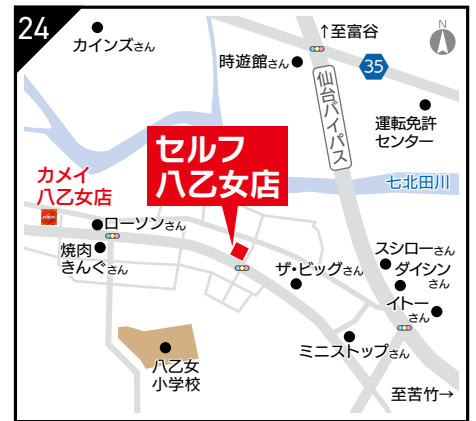 24
カインズさん
↑至富谷
N
時遊館さん
35
仙台バイパス
運転免許
センター
セルフ
八乙女店
七北田川
カメイ
八乙女店
ローソンさん
焼肉
きんぐさん
ザ・ビッグさん
スシローさん
ダイシン
さん
イトー
さん
八乙女
小学校
ミニストップさん
至苦竹→